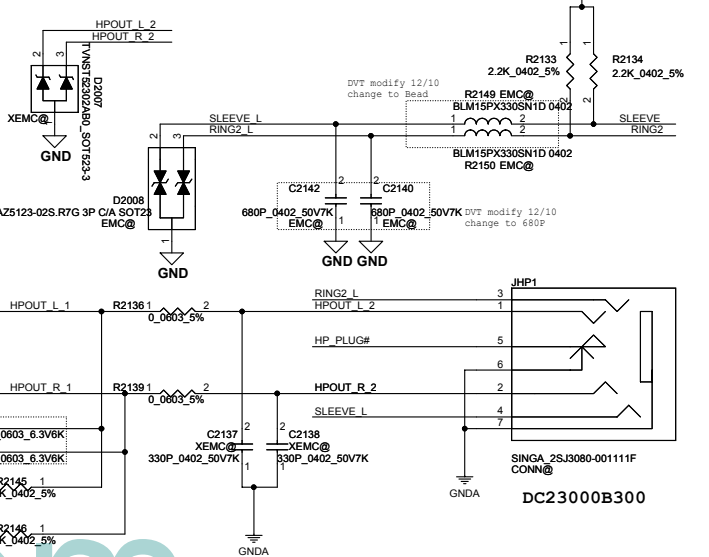 HPOUT_L_2
HPOUT_R_2
2
3
D2007
TVNST52302AB0_SOT523-3
XEMC@
1
GND
1
1
R2133
2.2K_0402_5%
R2134
2.2K_0402_5%
2
2
DVT modify 12/10
change to Bead
R2149 EMC@
BLM15PX330SN1D 0402
SLEEVE_L
1
2
SLEEVE
RING2_L
1
2
RING2
BLM15PX330SN1D 0402
R2150 EMC@
2
3
D2008
AZ5123-02S.R7G 3P C/A SOT23
EMC@
1
GND
C2142
2
2
C2140
680P_0402_50V7K
1
EMC@
680P_0402_50V7K
1
EMC@
DVT modify 12/10
change to 680P
GND
GND
JHP1
RING2_L
3
HPOUT_L_1
R2136
1
2
HPOUT_L_2
1
0_0603_5%
HP_PLUG#
5
6
HPOUT_R_1
R2139
1
2
HPOUT_R_2
2
0_0603_5%
SLEEVE_L
4
7
0603_6.3V6K
0603_6.3V6K
C2137
2
XEMC@
330P_0402_50V7K
1
2
C2138
XEMC@
330P_0402_50V7K
1
R2145
1
K_0402_5%
R2146
1
K_0402_5%
SINGA_2SJ3080-001111F
CONN@
GNDA
DC23000B300
GNDA